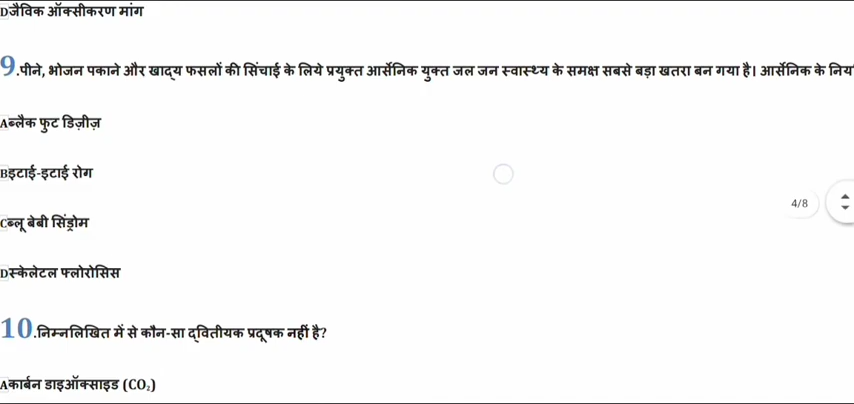 Dजैविक ऑक्सीकरण मांग
9.पीने, भोजन पकाने और खाद्य फसलों की सिंचाई के लिये प्रयुक्त आर्सेनिक युक्त जल जन स्वास्थ्य के समक्ष सबसे बड़ा खतरा बन गया है। आर्सेनिक के
Aब्लैक फुट डिज़ीज़
Bइटाई-इटाई रोग
4/8
Cब्लू बेबी सिंड्रोम
Dस्केलेटल फ्लोरोसिस
10.निम्नलिखित में से कौन-सा द्वितीयक प्रदूषक नहीं है?
Aकार्बन डाइऑक्साइड (CO₂)